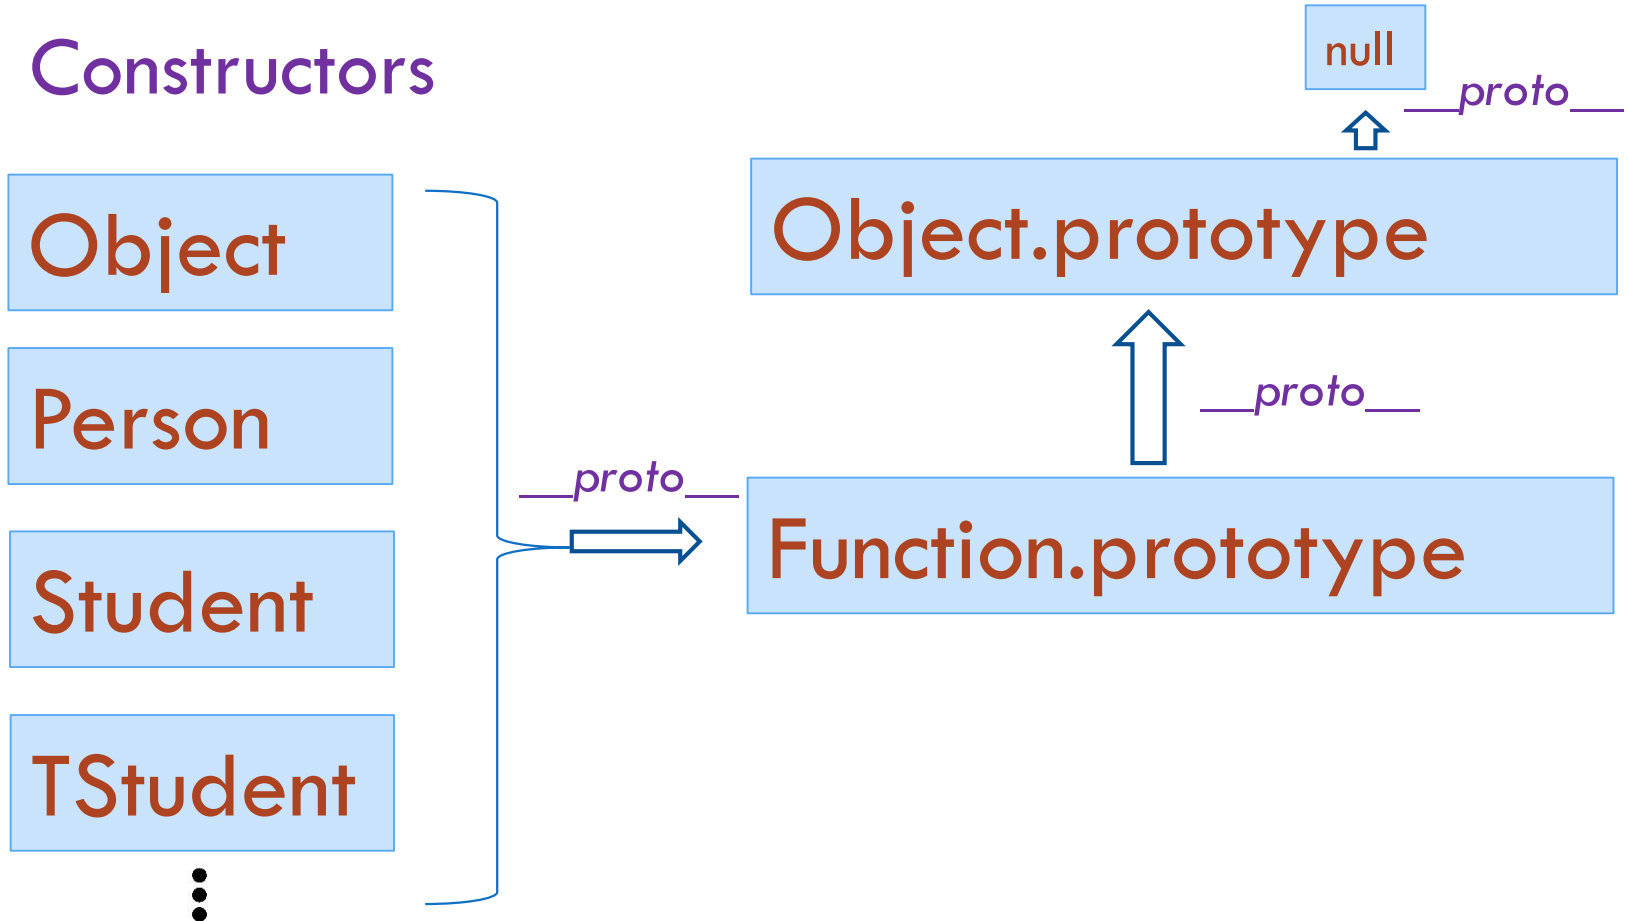 Constructors
Object
Person
Student
TStudent
__proto__
null
__proto__
Object.prototype
__proto__
Function.prototype